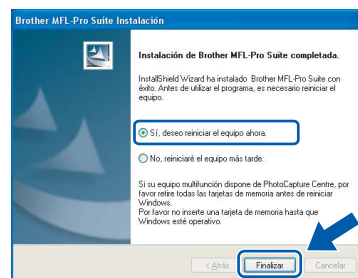 Brother MFL-Pro Suite Instalación
Instalación de Brother MFL-Pro Suite completada.
InstallShield Wizard ha instalado Brother MFL-Pro Suite con
éxito. Antes de utilizar el programa, es necesario reiniciar el
equipo.
Sí, deseo reiniciar el equipo ahora.
No, reiniciaré el equipo más tarde.
Si su equipo multifunción dispone de PhotoCapture Centre, por
favor retire todas las tarjetas de memoria antes de reiniciar
Windows.
Por favor no inserte una tarjeta de memoria hasta que
Windows esté operativo.
< Atrás Finalizar Cancelar